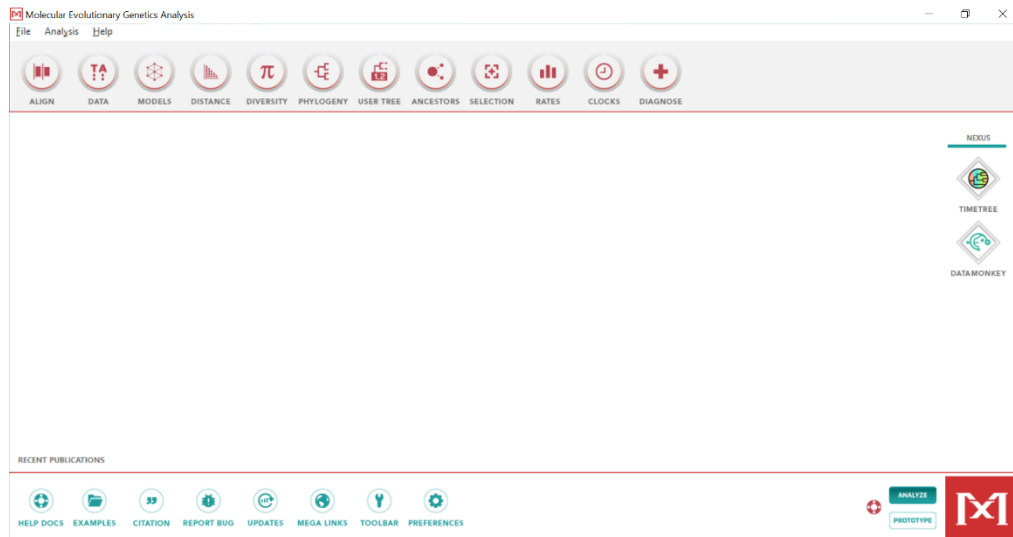 Molecular Evolutionary Genetics Analysis
File Analysis Help
TA
π
ALIGN DATA MODELS DISTANCE DIVERSITY PHYLOGENY USER TREE ANCESTORS SELECTION RATES CLOCKS DIAGNOSE
NEXUS
TIMETREE
DATAMONKEY
RECENT PUBLICATIONS
HELP DOCS EXAMPLES CITATION REPORT BUG UPDATES MEGA LINKS TOOLBAR PREFERENCES
ANALYZE
PROTOTYPE
M